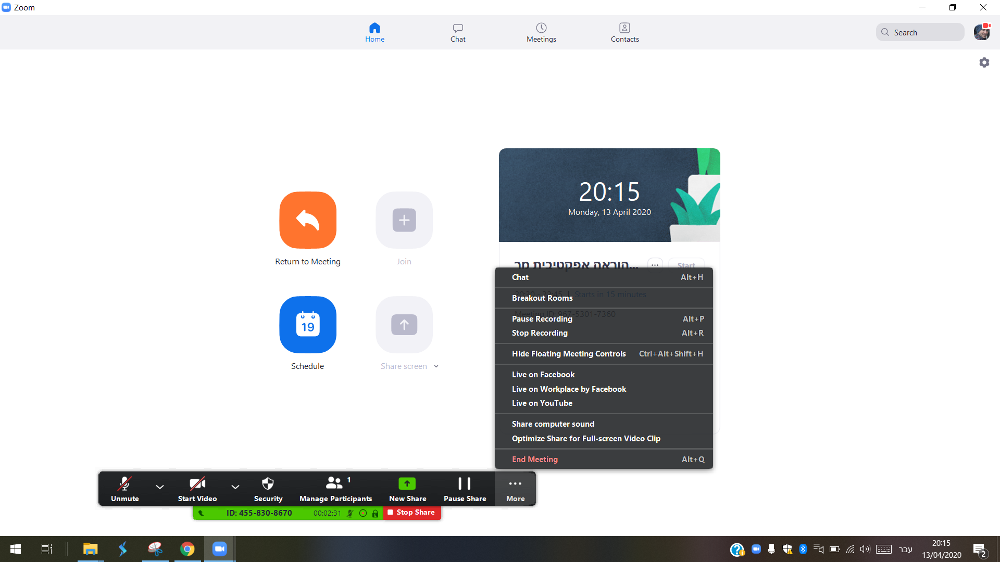 Zoom
Home
Chat
Meetings
Contacts
Search
20:15
Monday, 13 April 2020
Return to Meeting
Join
Schedule
19
Share screen
הוראה אפקטיבית מר...
...
Start
Chat Alt+H
Starts in 15 minutes
Breakout Rooms
Meeting ID: 967-5301-7360
Pause Recording Alt+P
Stop Recording Alt+R
Hide Floating Meeting Controls Ctrl+Alt+Shift+H
Live on Facebook
Live on Workplace by Facebook
Live on YouTube
Share computer sound
Optimize Share for Full-screen Video Clip
End Meeting Alt+Q
Unmute
Start Video
Security
1
Manage Participants
New Share
Pause Share
More
ID: 455-830-8670 00:02:31
Stop Share
עבר
20:15
13/04/2020
2